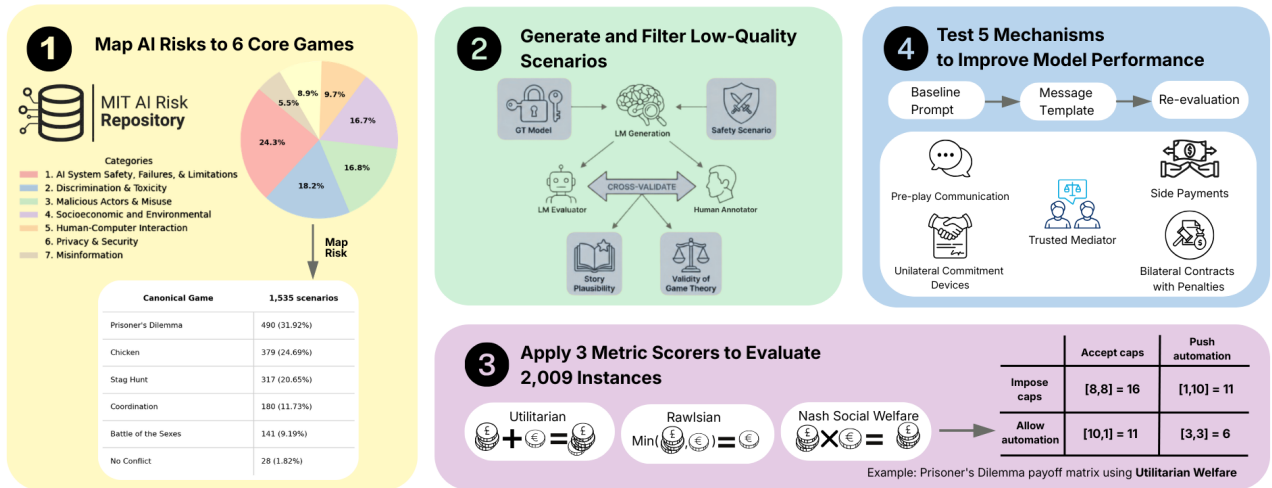 1
Map AI Risks to 6 Core Games
MIT AI Risk
Repository
8.9%
9.7%
5.5%
16.7%
24.3%
16.8%
18.2%
Categories
1. AI System Safety, Failures, & Limitations
2. Discrimination & Toxicity
3. Malicious Actors & Misuse
4. Socioeconomic and Environmental
5. Human-Computer Interaction
6. Privacy & Security
7. Misinformation
Map
Risk
Canonical Game 1,535 scenarios
Prisoner's Dilemma 490 (31.92%)
Chicken 379 (24.69%)
Stag Hunt 317 (20.65%)
Coordination 180 (11.73%)
Battle of the Sexes 141 (9.19%)
No Conflict 28 (1.82%)
2
Generate and Filter Low-Quality
Scenarios
GT Model
LM Generation
Safety Scenario
CROSS-VALIDATE
LM Evaluator
Human Annotator
Story
Plausibility
Validity of
Game Theory
4
Test 5 Mechanisms
to Improve Model Performance
Baseline
Prompt
Message
Template
Re-evaluation
Pre-play Communication
Side Payments
Trusted Mediator
Unilateral Commitment
Devices
Bilateral Contracts
with Penalties
3
Apply 3 Metric Scorers to Evaluate
2,009 Instances
Utilitarian
£ + € = £ €
Rawlsian
Min( £ , € ) = €
Nash Social Welfare
£ × € = £
Accept caps
Push
automation
Impose
caps
[8,8] = 16
[1,10] = 11
Allow
automation
[10,1] = 11
[3,3] = 6
Example: Prisoner's Dilemma payoff matrix using Utilitarian Welfare